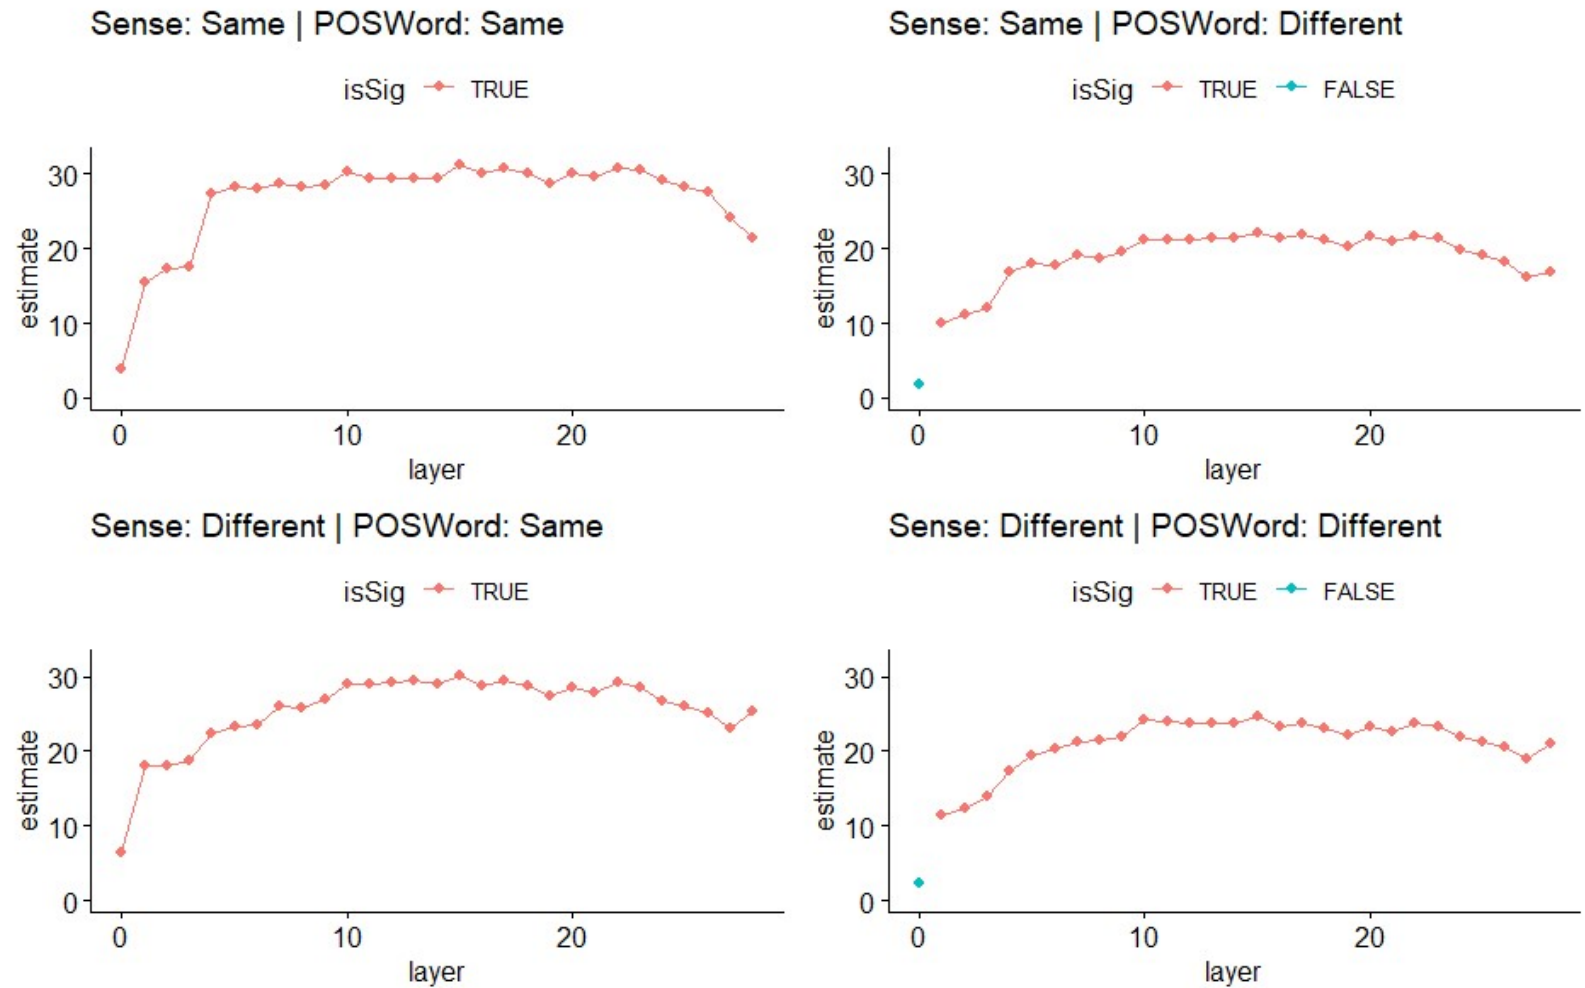 Sense: Same | POSWord: Same
isSig TRUE
estimate
30
20
10
0
0 10 20
layer
Sense: Same | POSWord: Different
isSig TRUE FALSE
estimate
30
20
10
0
0 10 20
layer
Sense: Different | POSWord: Same
isSig TRUE
estimate
30
20
10
0
0 10 20
layer
Sense: Different | POSWord: Different
isSig TRUE FALSE
estimate
30
20
10
0
0 10 20
layer